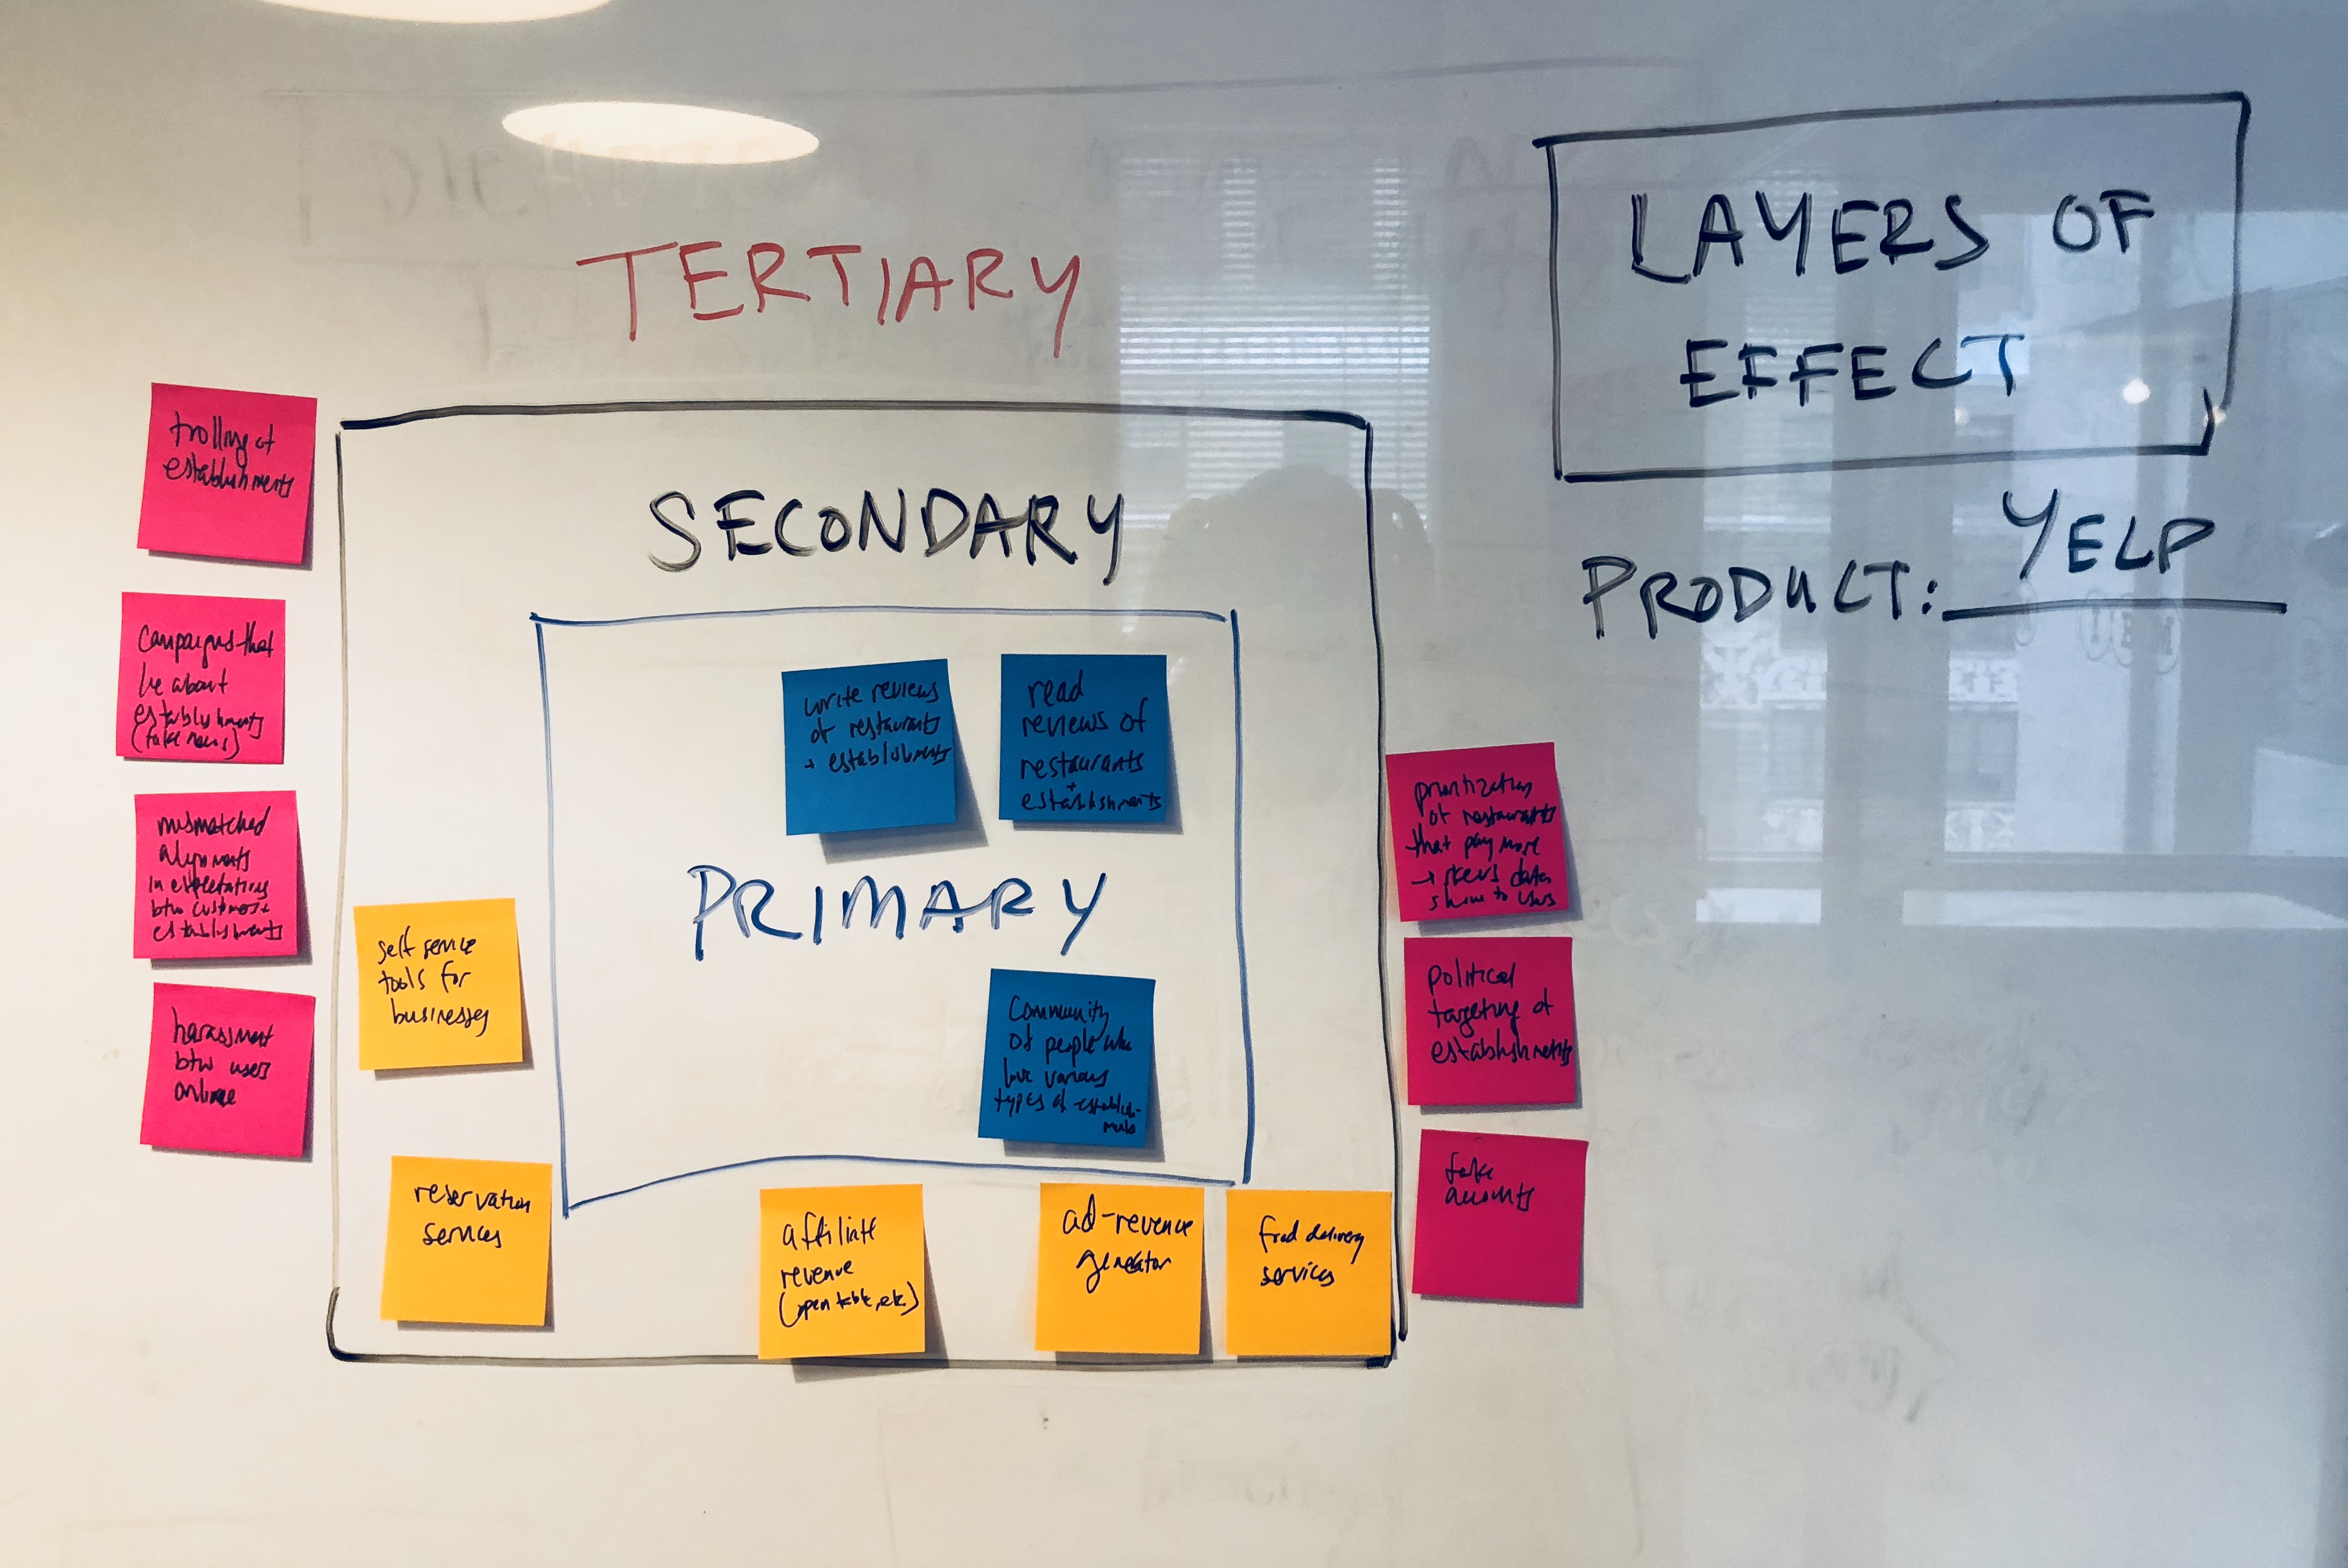 LAYERS OF
EFFECT
PRODUCT: YELP
TERTIARY
SECONDARY
PRIMARY
trolling of
establishments
campaigns that
lie about
establishments
(fake news)
mismatched
alignments
in expectations
btw customers +
establishments
harassment
btw users
online
write reviews
of restaurants
+ establishments
read
reviews of
restaurants
+
establishments
Community
of people who
love various
types of establish-
ments
self service
tools for
businesses
reservation
services
affiliate
revenue
(open table, etc.)
ad-revenue
generator
food delivery
services
prioritization
of restaurants
that pay more
→ skews data
shown to users
political
targeting of
establishments
fake
accounts